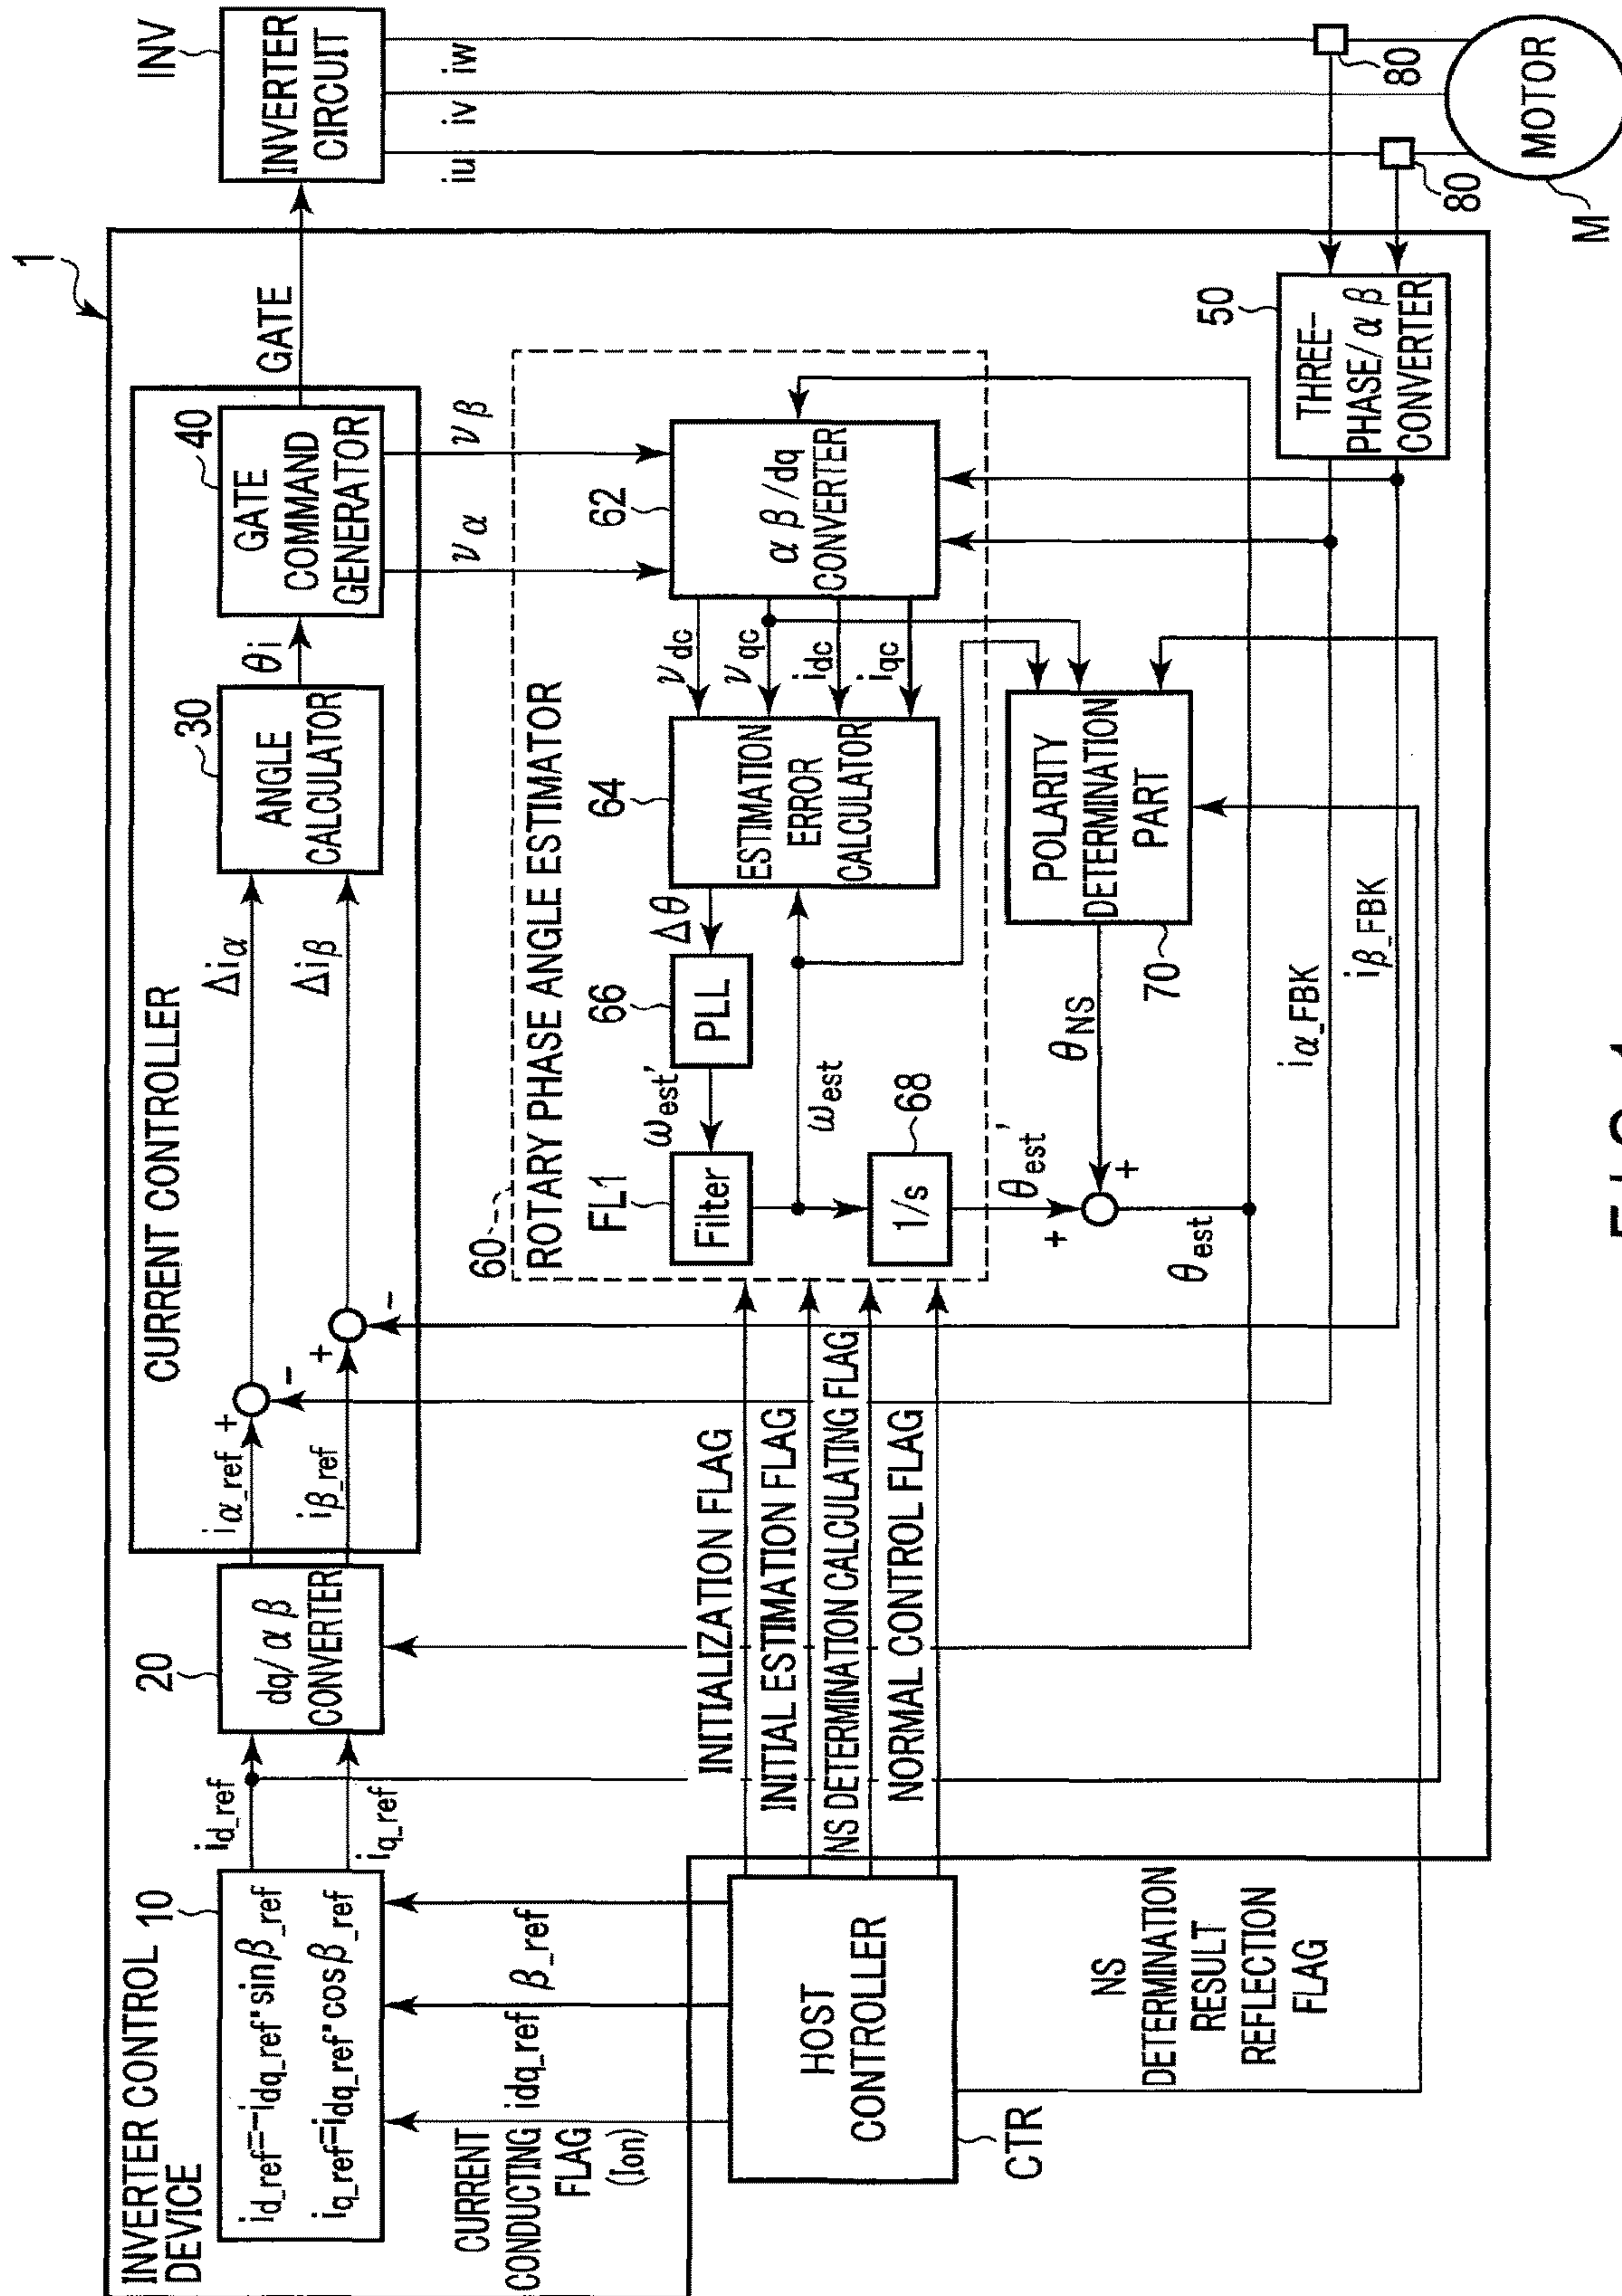 1
INVERTER CONTROL
DEVICE
10
id_ref=-idq_ref·sinβ_ref
iq_ref=idq_ref·cosβ_ref
id_ref
iq_ref
20
dq/αβ
CONVERTER
CURRENT CONTROLLER
iα_ref
+
-
iβ_ref
+
-
Δiα
Δiβ
30
ANGLE
CALCULATOR
θi
40
GATE
COMMAND
GENERATOR
GATE
INV
INVERTER
CIRCUIT
iu
iv
iw
να
νβ
CURRENT
CONDUCTING
FLAG
(Ion)
idq_ref
β_ref
60
ROTARY PHASE ANGLE ESTIMATOR
FL1
Filter
ωest'
66
PLL
Δθ
64
ESTIMATION
ERROR
CALCULATOR
νdc
νqc
idc
iqc
62
αβ/dq
CONVERTER
INITIALIZATION FLAG
INITIAL ESTIMATION FLAG
NS DETERMINATION CALCULATING FLAG
NORMAL CONTROL FLAG
ωest
68
1/s
θest'
+
+
θNS
θest
POLARITY
DETERMINATION
PART
70
HOST
CONTROLLER
CTR
NS
DETERMINATION
RESULT
REFLECTION
FLAG
iα_FBK
iβ_FBK
50
THREE-
PHASE/αβ
CONVERTER
80
80
MOTOR
M